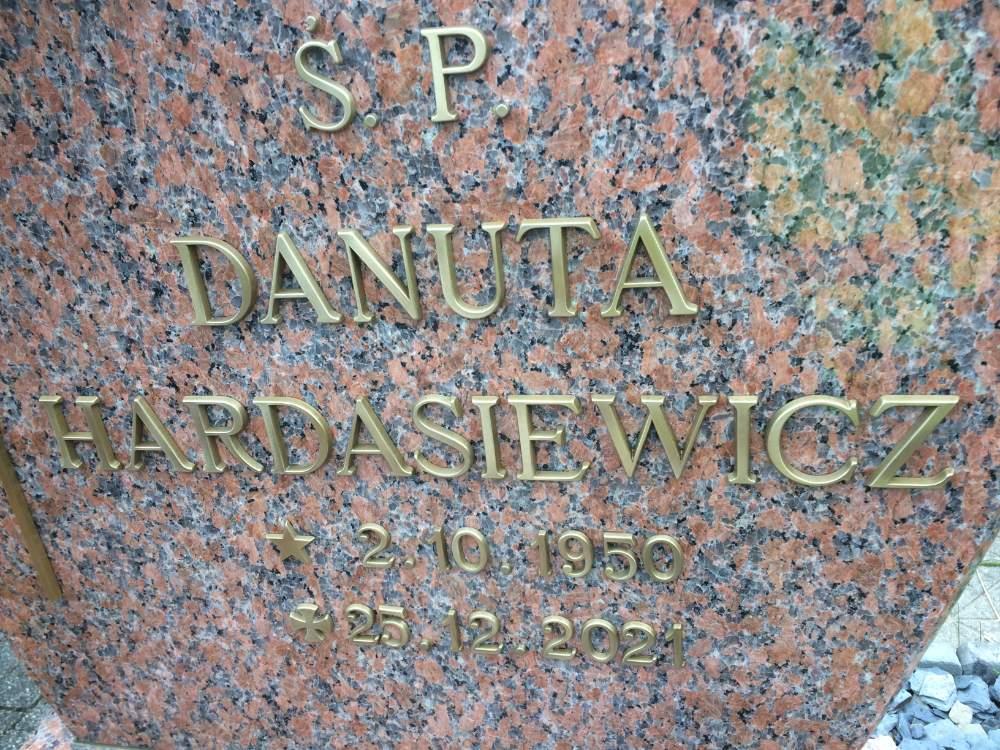 Ś. P.
DANUTA
HARDASIEWICZ
★ 2. 10. 1950
✠ 25. 12. 2021